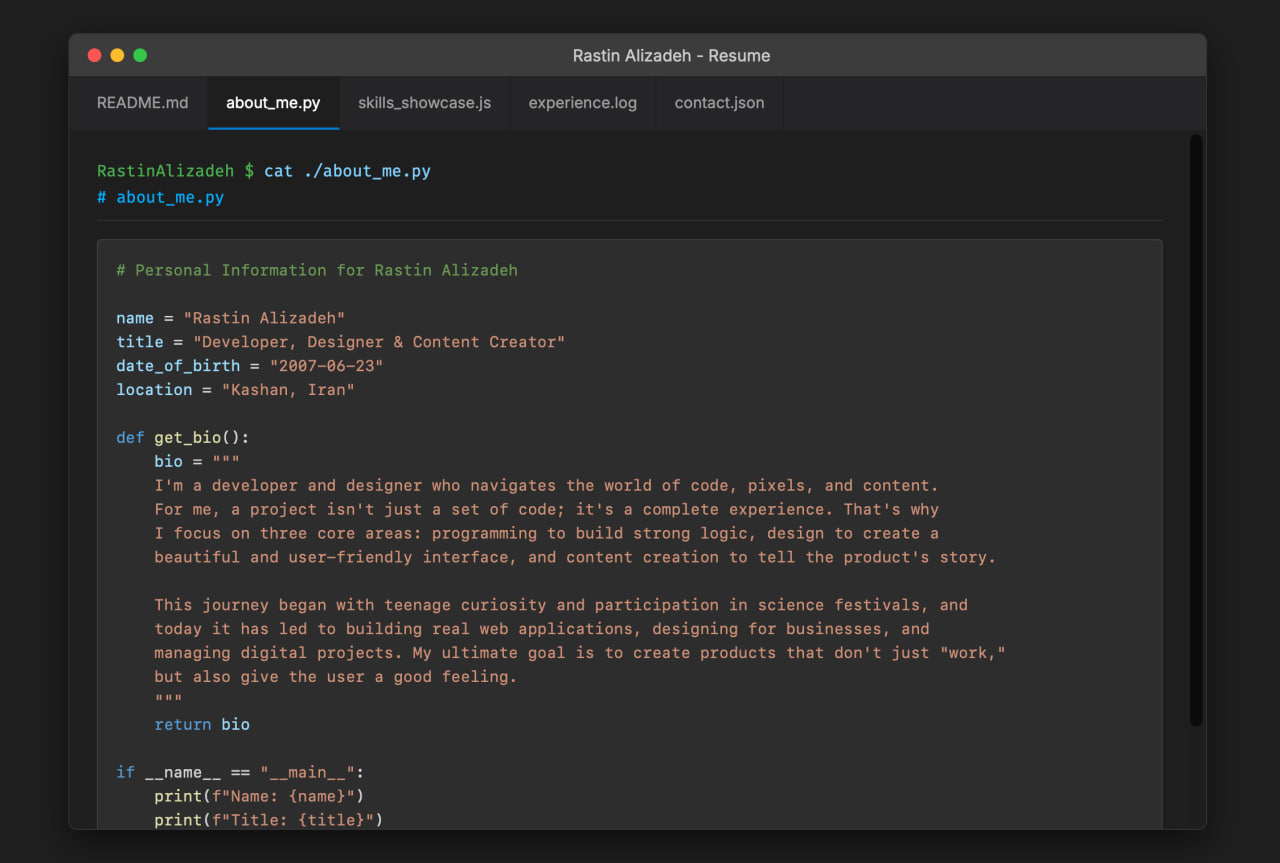 Rastin Alizadeh - Resume
README.md about_me.py skills_showcase.js experience.log contact.json
RastinAlizadeh $ cat ./about_me.py
# about_me.py
# Personal Information for Rastin Alizadeh
name = "Rastin Alizadeh"
title = "Developer, Designer & Content Creator"
date_of_birth = "2007-06-23"
location = "Kashan, Iran"
def get_bio():
    bio = """
    I'm a developer and designer who navigates the world of code, pixels, and content.
    For me, a project isn't just a set of code; it's a complete experience. That's why
    I focus on three core areas: programming to build strong logic, design to create a
    beautiful and user-friendly interface, and content creation to tell the product's story.
    This journey began with teenage curiosity and participation in science festivals, and
    today it has led to building real web applications, designing for businesses, and
    managing digital projects. My ultimate goal is to create products that don't just "work,"
    but also give the user a good feeling.
    """
    return bio
if __name__ == "__main__":
    print(f"Name: {name}")
    print(f"Title: {title}")